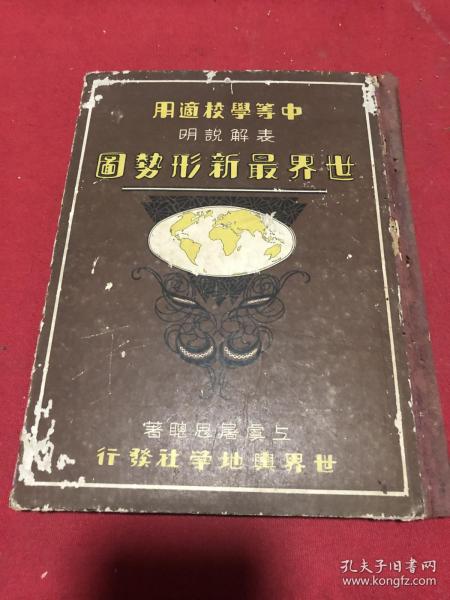 中等學校適用
表解說明
世界最新形勢圖
上虞屠思聰著
世界輿地學社發行
孔夫子旧书网
www.kongfz.com